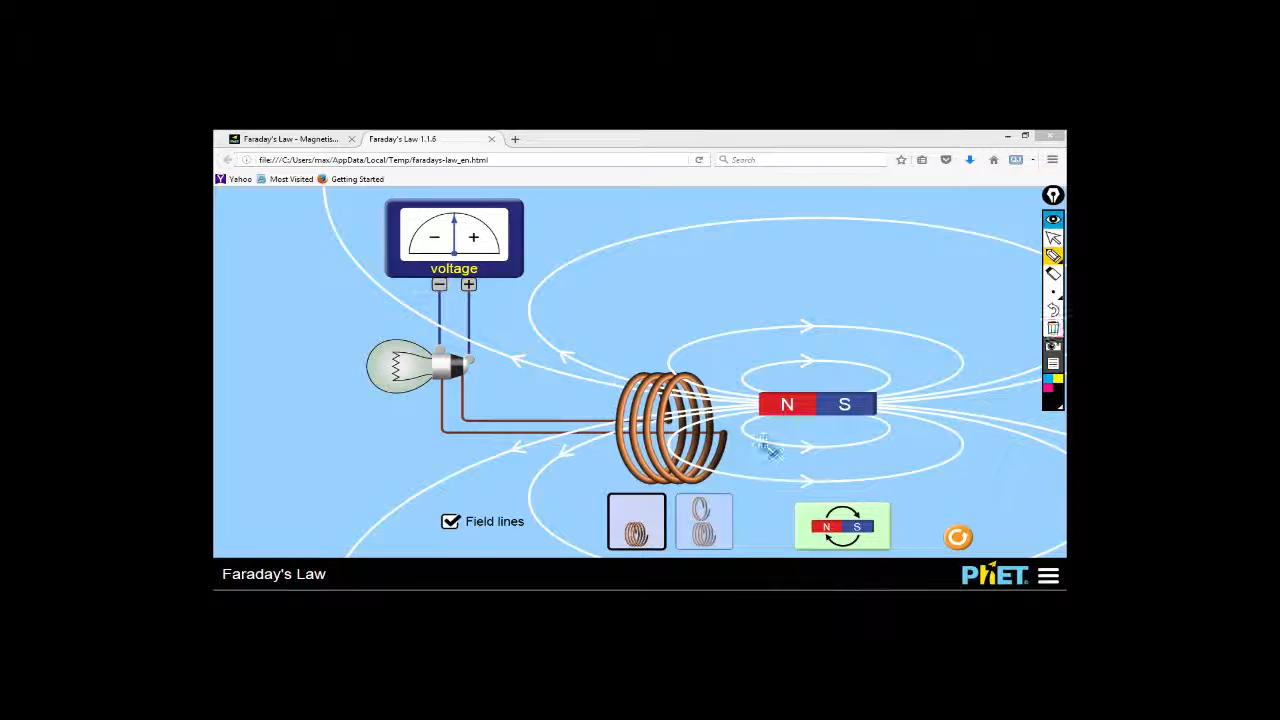 Faraday's Law - Magnetis...
Faraday's Law 1.1.6
file:///C:/Users/max/AppData/Local/Temp/faradays-law_en.html
Search
Yahoo
Most Visited
Getting Started
− +
voltage
− +
N S
Field lines
N S
Faraday's Law
PhET